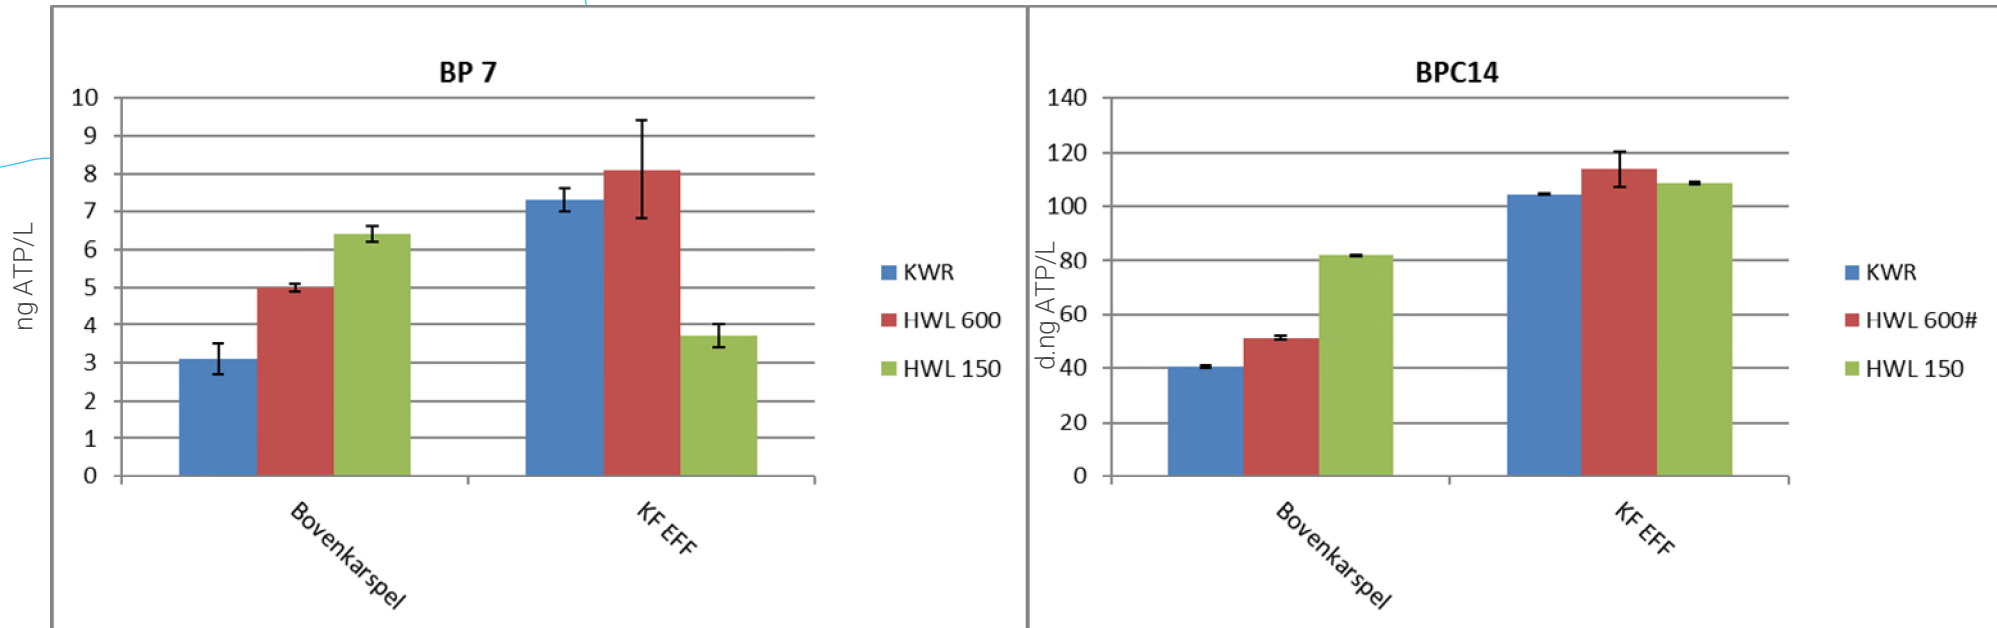 BP 7
10
9
8
7
6
5
4
3
2
1
0
ng ATP/L
Bovenkarspel
KF EFF
KWR
HWL 600
HWL 150
BPC14
140
120
100
80
60
40
20
0
d.ng ATP/L
Bovenkarspel
KF EFF
KWR
HWL 600#
HWL 150